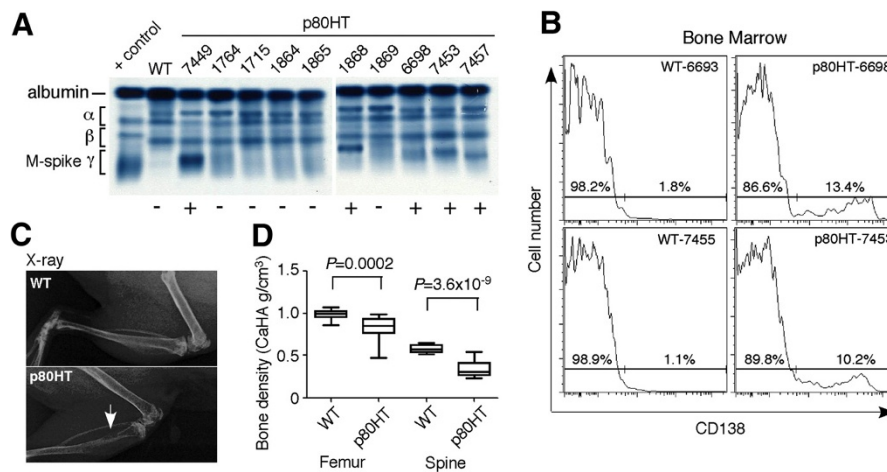 A
p80HT
+ control
WT
7449
1764
1715
1864
1865
1868
1869
6698
7453
7457
albumin
α
β
M-spike γ
- + - - - - + - + + +
B
Bone Marrow
WT-6693
98.2% 1.8%
p80HT-6698
86.6% 13.4%
WT-7455
98.9% 1.1%
p80HT-7453
89.8% 10.2%
Cell number
CD138
C
X-ray
WT
p80HT
D
P=0.0002
P=3.6x10⁻⁹
Bone density (CaHA g/cm³)
1.5
1.0
0.5
0.0
WT
p80HT
WT
p80HT
Femur Spine